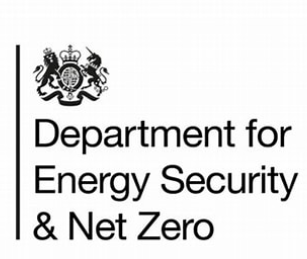 Department for
Energy Security
& Net Zero